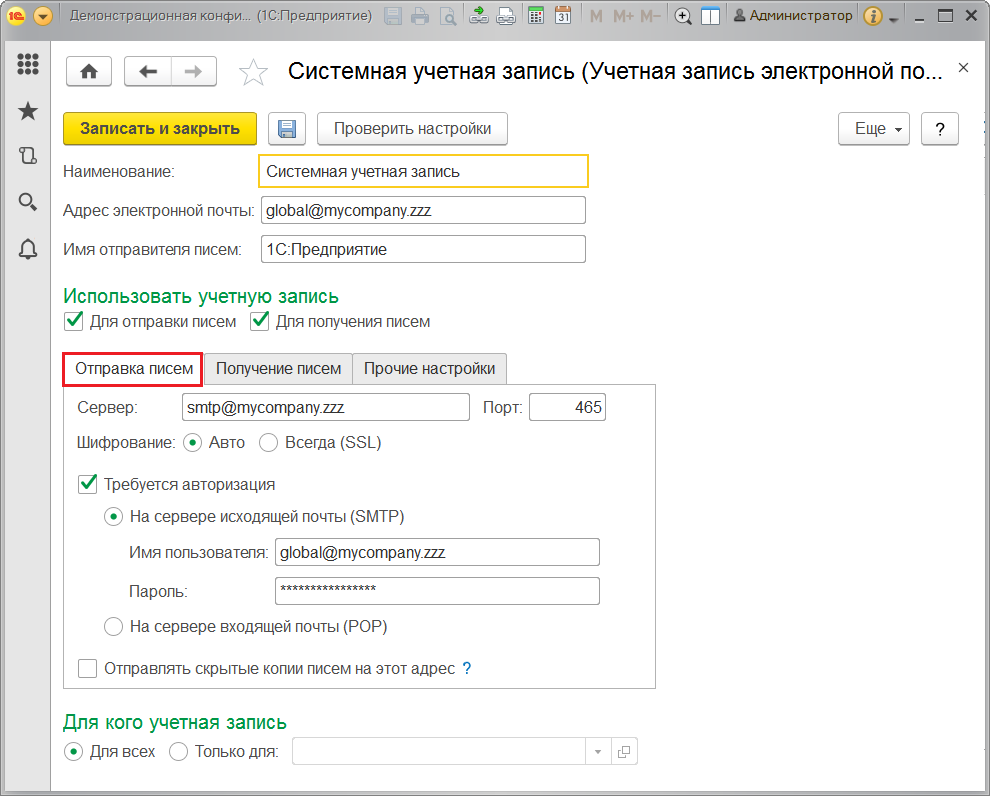 Демонстрационная конфи... (1С:Предприятие) 31 M M+ M− Администратор
Системная учетная запись (Учетная запись электронной по...
Записать и закрыть Проверить настройки Еще ?
Наименование: Системная учетная запись
Адрес электронной почты: global@mycompany.zzz
Имя отправителя писем: 1С:Предприятие
Использовать учетную запись
Для отправки писем Для получения писем
Отправка писем Получение писем Прочие настройки
Сервер: smtp@mycompany.zzz Порт: 465
Шифрование: Авто Всегда (SSL)
Требуется авторизация
На сервере исходящей почты (SMTP)
Имя пользователя: global@mycompany.zzz
Пароль: ****************
На сервере входящей почты (POP)
Отправлять скрытые копии писем на этот адрес ?
Для кого учетная запись
Для всех Только для: